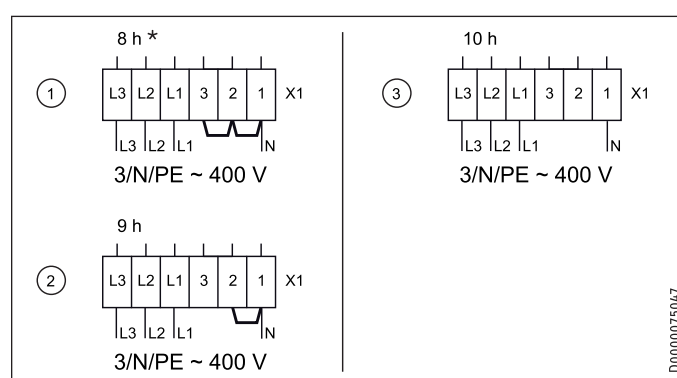 8 h *
1 L3 L2 L1 3 2 1 X1
L3 L2 L1 N
3/N/PE ~ 400 V
9 h
2 L3 L2 L1 3 2 1 X1
L3 L2 L1 N
3/N/PE ~ 400 V
10 h
3 L3 L2 L1 3 2 1 X1
L3 L2 L1 N
3/N/PE ~ 400 V
D0000075047